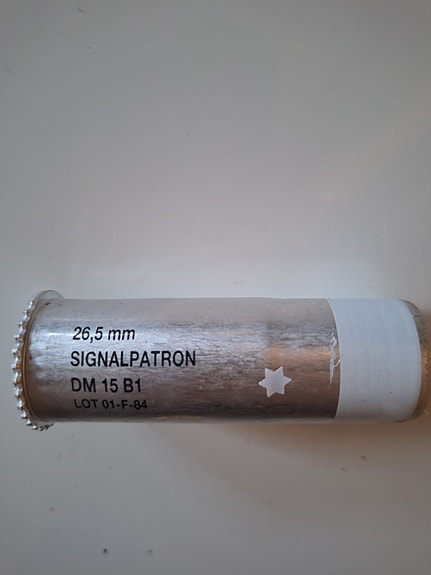 26,5 mm
SIGNALPATRON
DM 15 B1
LOT 01-F-84